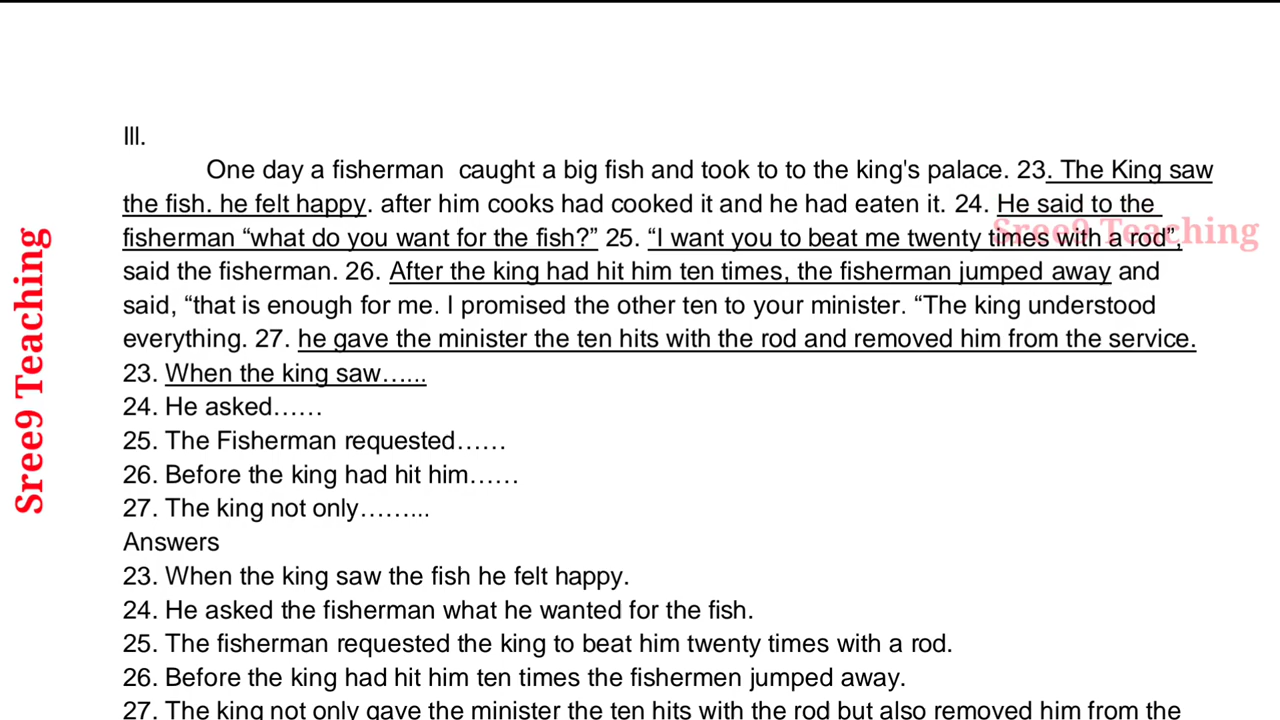 III.
One day a fisherman  caught a big fish and took to to the king's palace. 23. The King saw
the fish. he felt happy. after him cooks had cooked it and he had eaten it. 24. He said to the
fisherman “what do you want for the fish?” 25. “I want you to beat me twenty times with a rod”,
said the fisherman. 26. After the king had hit him ten times, the fisherman jumped away and
said, “that is enough for me. I promised the other ten to your minister. “The king understood
everything. 27. he gave the minister the ten hits with the rod and removed him from the service.
23. When the king saw…...
24. He asked……
25. The Fisherman requested……
26. Before the king had hit him……
27. The king not only……...
Answers
23. When the king saw the fish he felt happy.
24. He asked the fisherman what he wanted for the fish.
25. The fisherman requested the king to beat him twenty times with a rod.
26. Before the king had hit him ten times the fishermen jumped away.
27. The king not only gave the minister the ten hits with the rod but also removed him from the
Sree9 Teaching
Sree9 Teaching